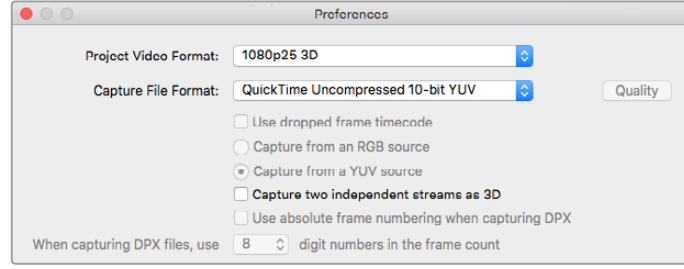 Preferences
Project Video Format: 1080p25 3D
Capture File Format: QuickTime Uncompressed 10-bit YUV Quality
Use dropped frame timecode
Capture from an RGB source
Capture from a YUV source
Capture two independent streams as 3D
Use absolute frame numbering when capturing DPX
When capturing DPX files, use 8 digit numbers in the frame count